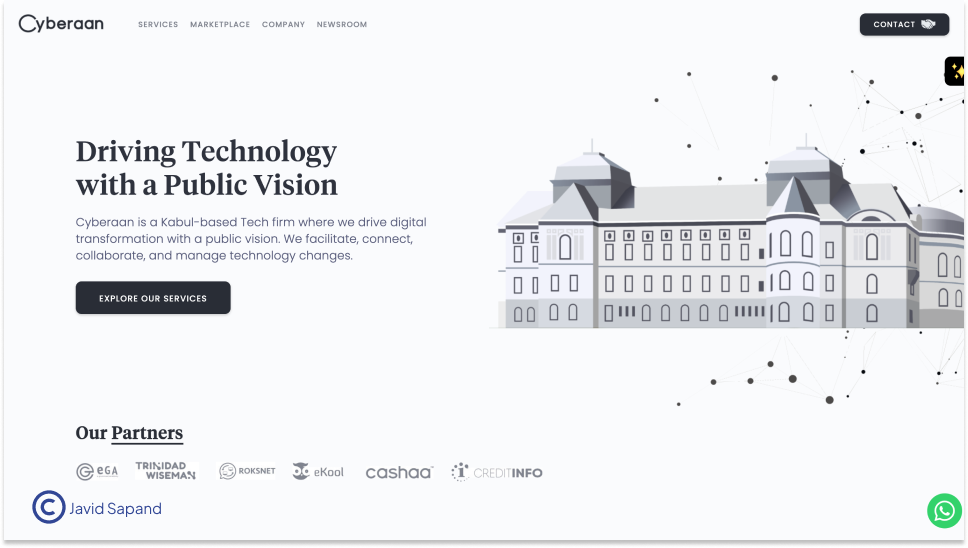 Cyberaan
SERVICES MARKETPLACE COMPANY NEWSROOM
CONTACT
Driving Technology
with a Public Vision
Cyberaan is a Kabul-based Tech firm where we drive digital
transformation with a public vision. We facilitate, connect,
collaborate, and manage technology changes.
EXPLORE OUR SERVICES
Our Partners
eGA TRINIDAD WISEMAN ROKSNET eKool cashaa CREDITINFO
© Javid Sapand